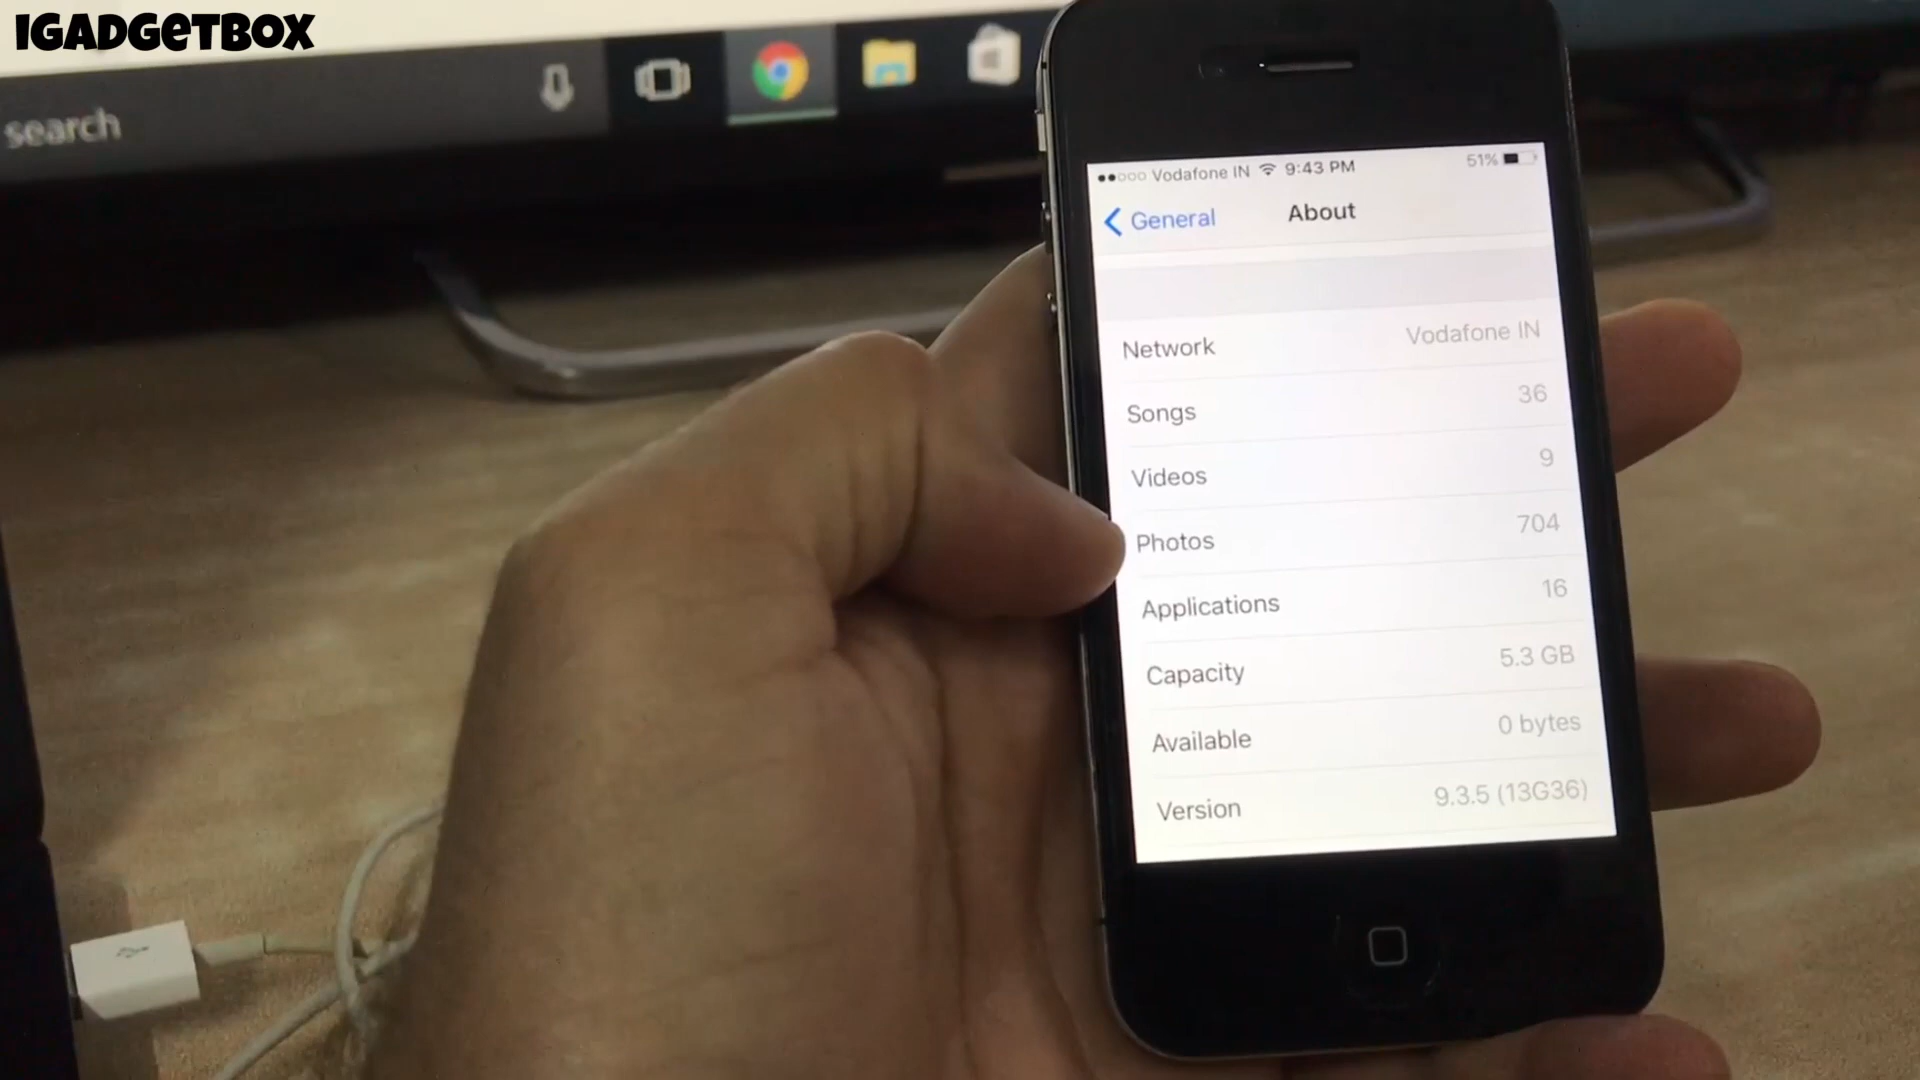 IGADGETBOX
search
Vodafone IN 9:43 PM 51%
General About
Network Vodafone IN
Songs 36
Videos 9
Photos 704
Applications 16
Capacity 5.3 GB
Available 0 bytes
Version 9.3.5 (13G36)